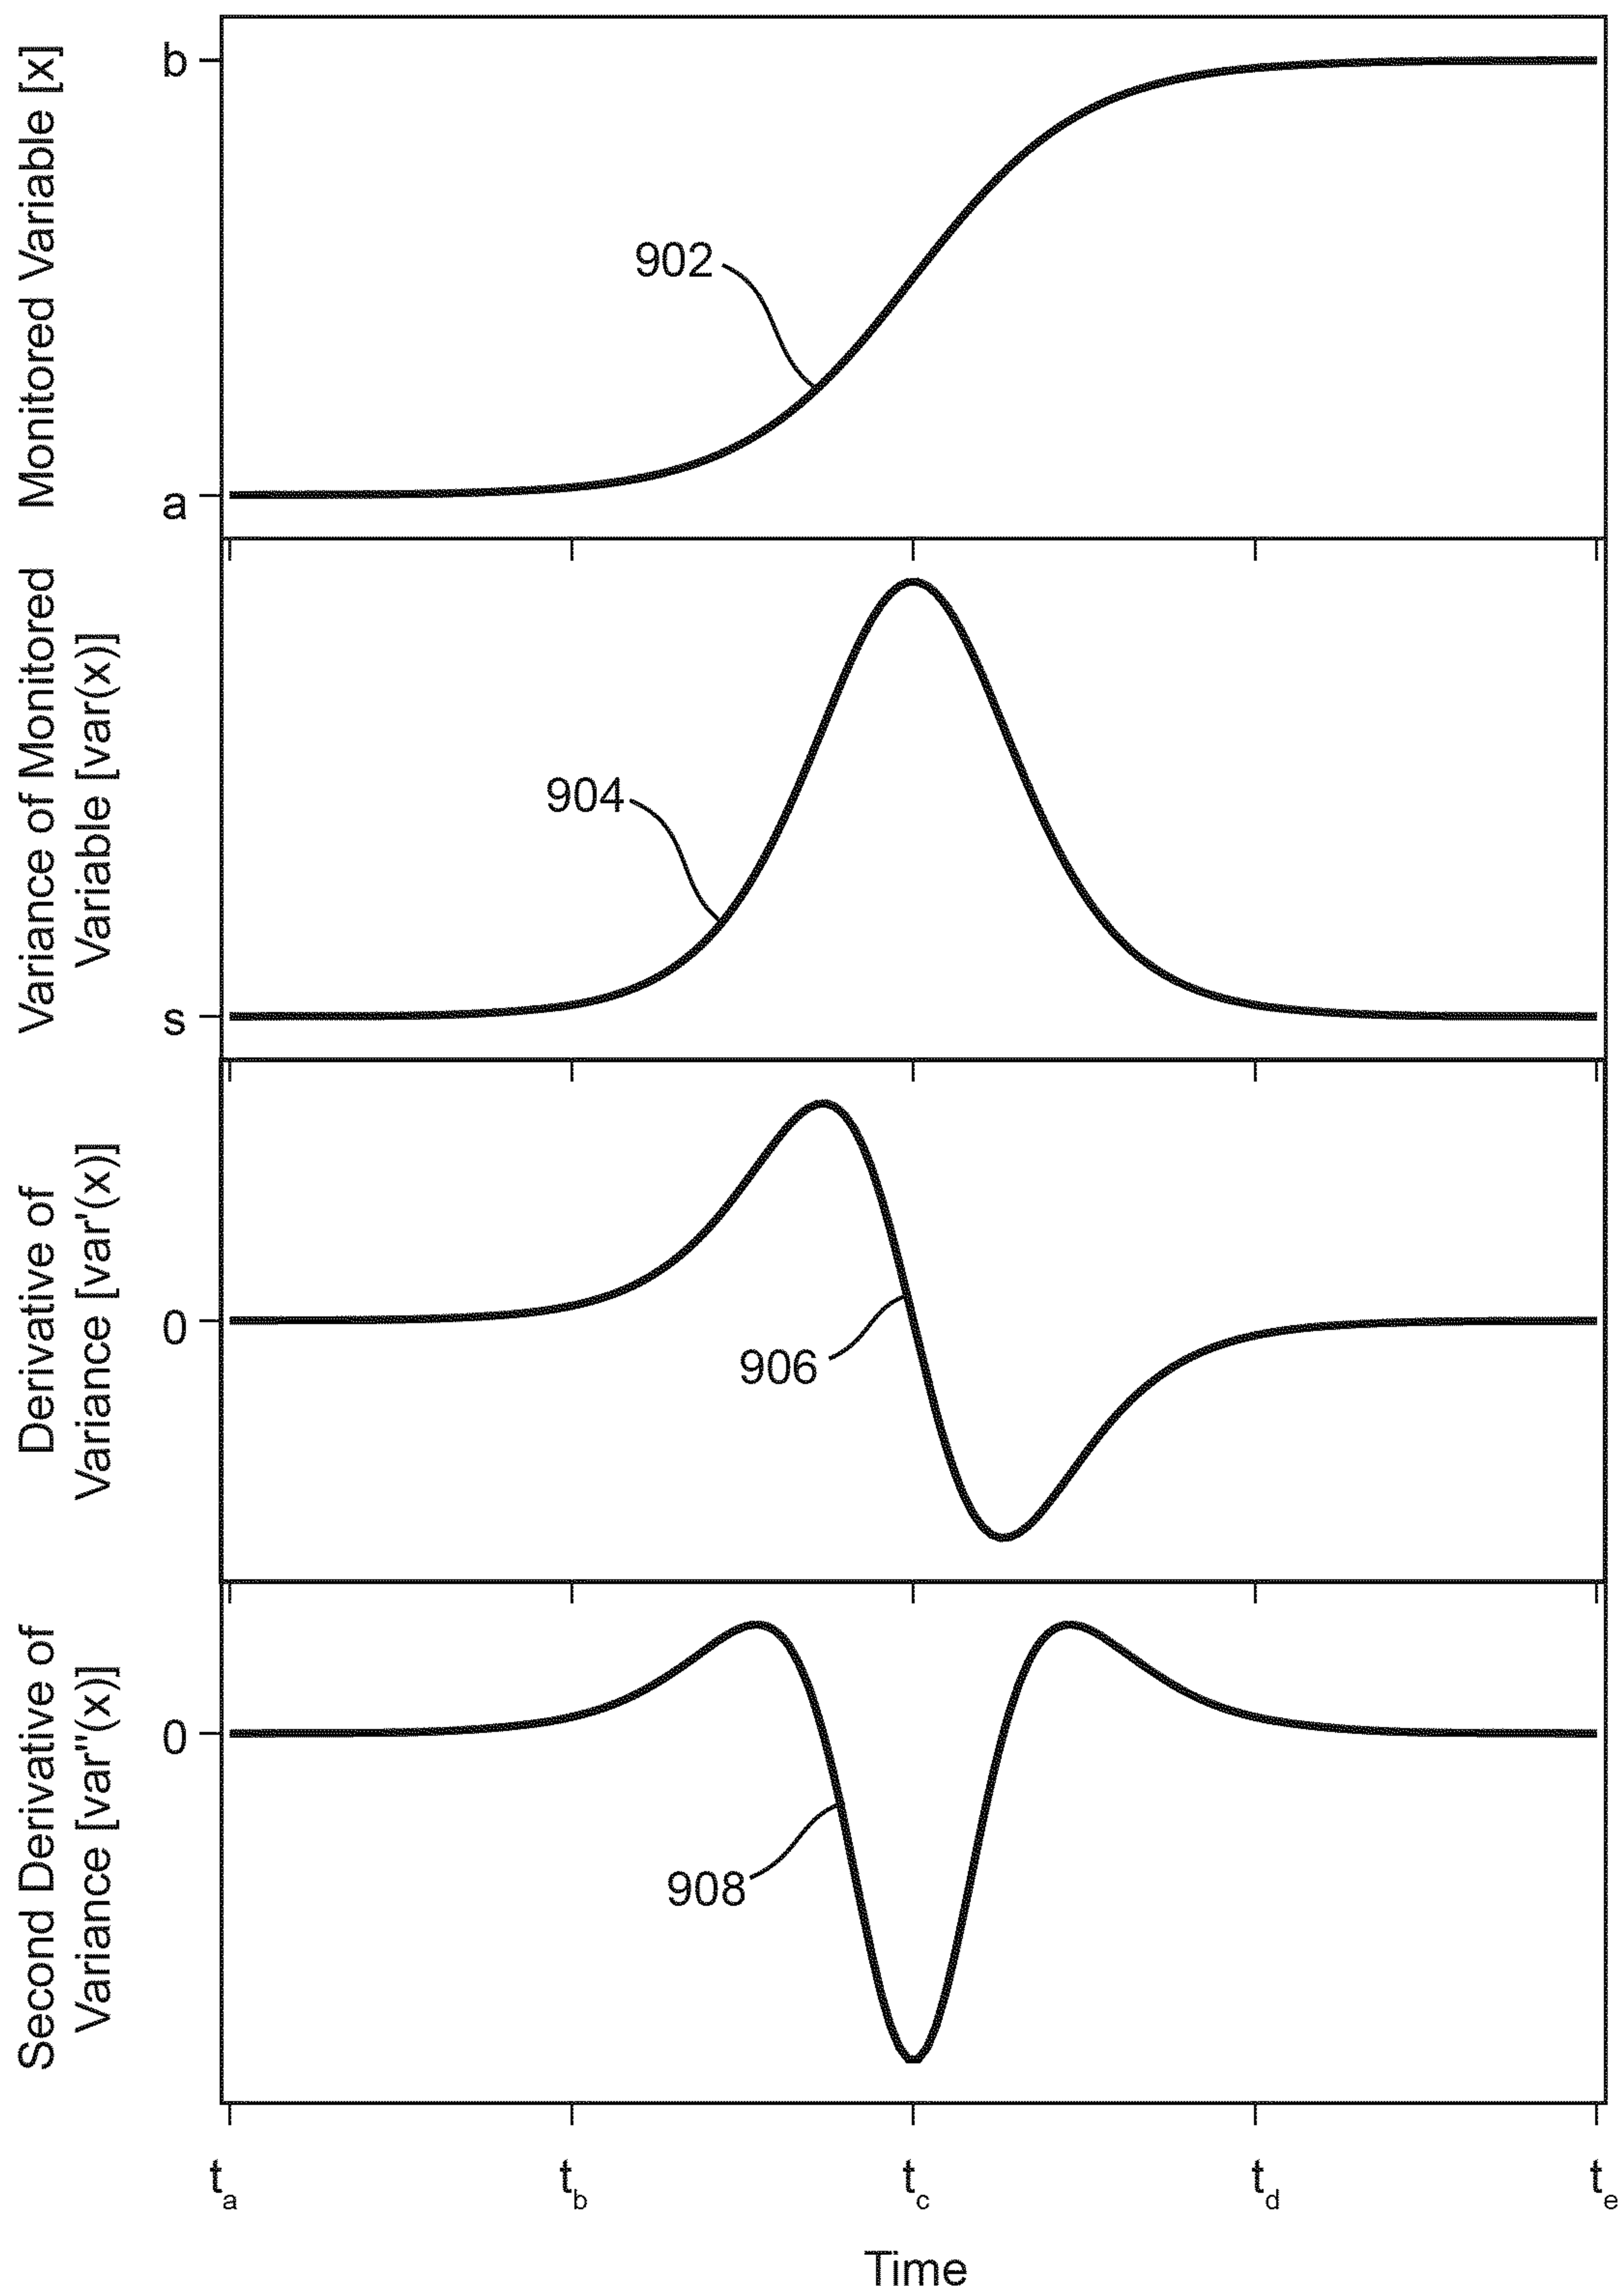 Monitored Variable [x]
b
902
a
Variance of Monitored
Variable [var(x)]
904
s
Derivative of
Variance [var'(x)]
0
906
Second Derivative of
Variance [var"(x)]
0
908
ta tb tc td te
Time